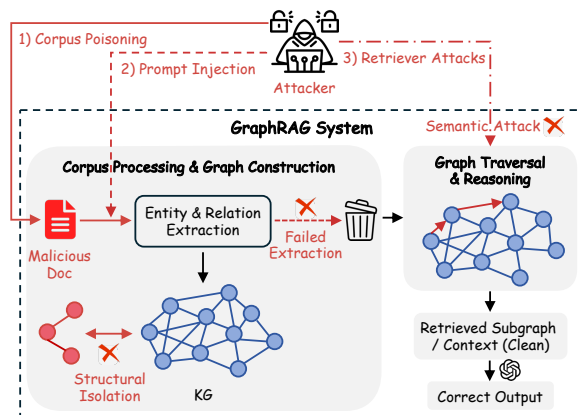 1) Corpus Poisoning
2) Prompt Injection
3) Retriever Attacks
Attacker
GraphRAG System
Semantic Attack
Corpus Processing & Graph Construction
Graph Traversal
& Reasoning
Entity & Relation
Extraction
Malicious
Doc
Failed
Extraction
Structural
Isolation
KG
Retrieved Subgraph
/ Context (Clean)
Correct Output